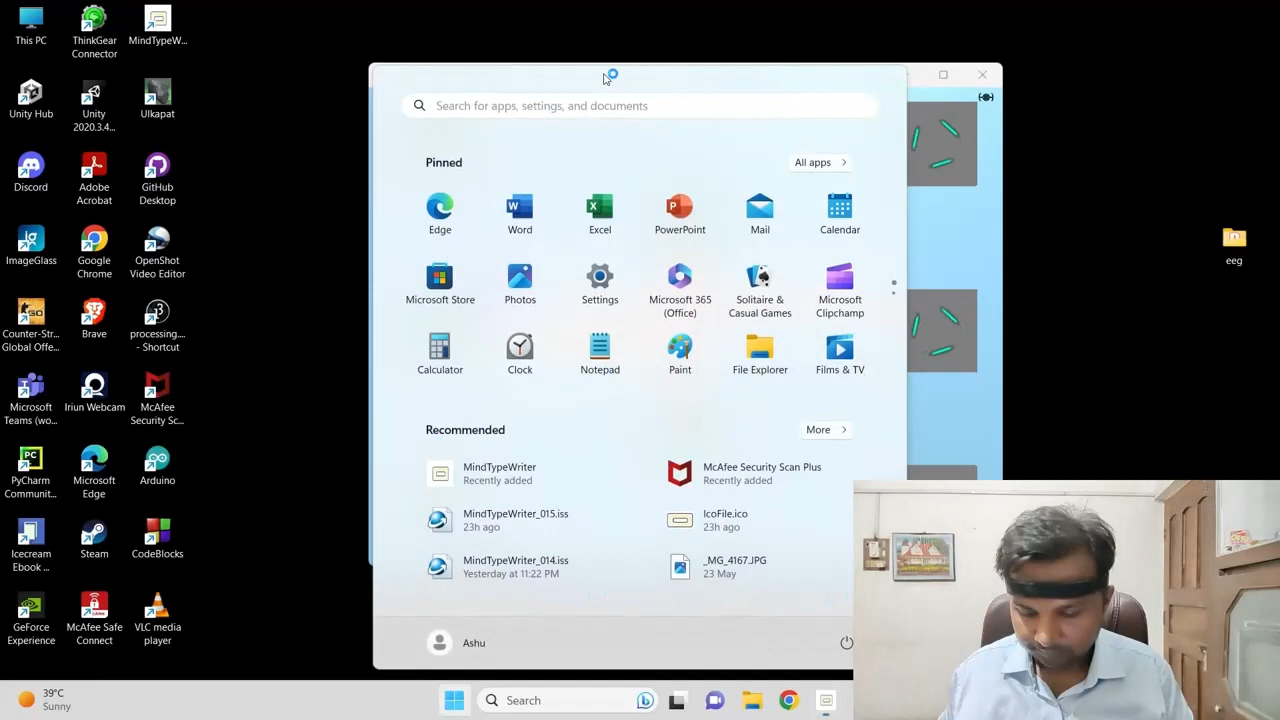 This PC
ThinkGear
Connector
MindTypeW...
Unity Hub
Unity
2020.3.4...
Ulkapat
Discord
Adobe
Acrobat
GitHub
Desktop
ImageGlass
Google
Chrome
OpenShot
Video Editor
Counter-Str...
Global Offe...
Brave
processing....
- Shortcut
Microsoft
Teams (wo...
Iriun Webcam
McAfee
Security Sc...
PyCharm
Communit...
Microsoft
Edge
Arduino
Icecream
Ebook ...
Steam
CodeBlocks
GeForce
Experience
McAfee Safe
Connect
VLC media
player
Search for apps, settings, and documents
Pinned
All apps
Edge
Word
Excel
PowerPoint
Mail
Calendar
Microsoft Store
Photos
Settings
Microsoft 365
(Office)
Solitaire &
Casual Games
Microsoft
Clipchamp
Calculator
Clock
Notepad
Paint
File Explorer
Films & TV
Recommended
More
MindTypeWriter
Recently added
McAfee Security Scan Plus
Recently added
MindTypeWriter_015.iss
23h ago
IcoFile.ico
23h ago
MindTypeWriter_014.iss
Yesterday at 11:22 PM
_MG_4167.JPG
23 May
Ashu
eeg
39°C
Sunny
Search